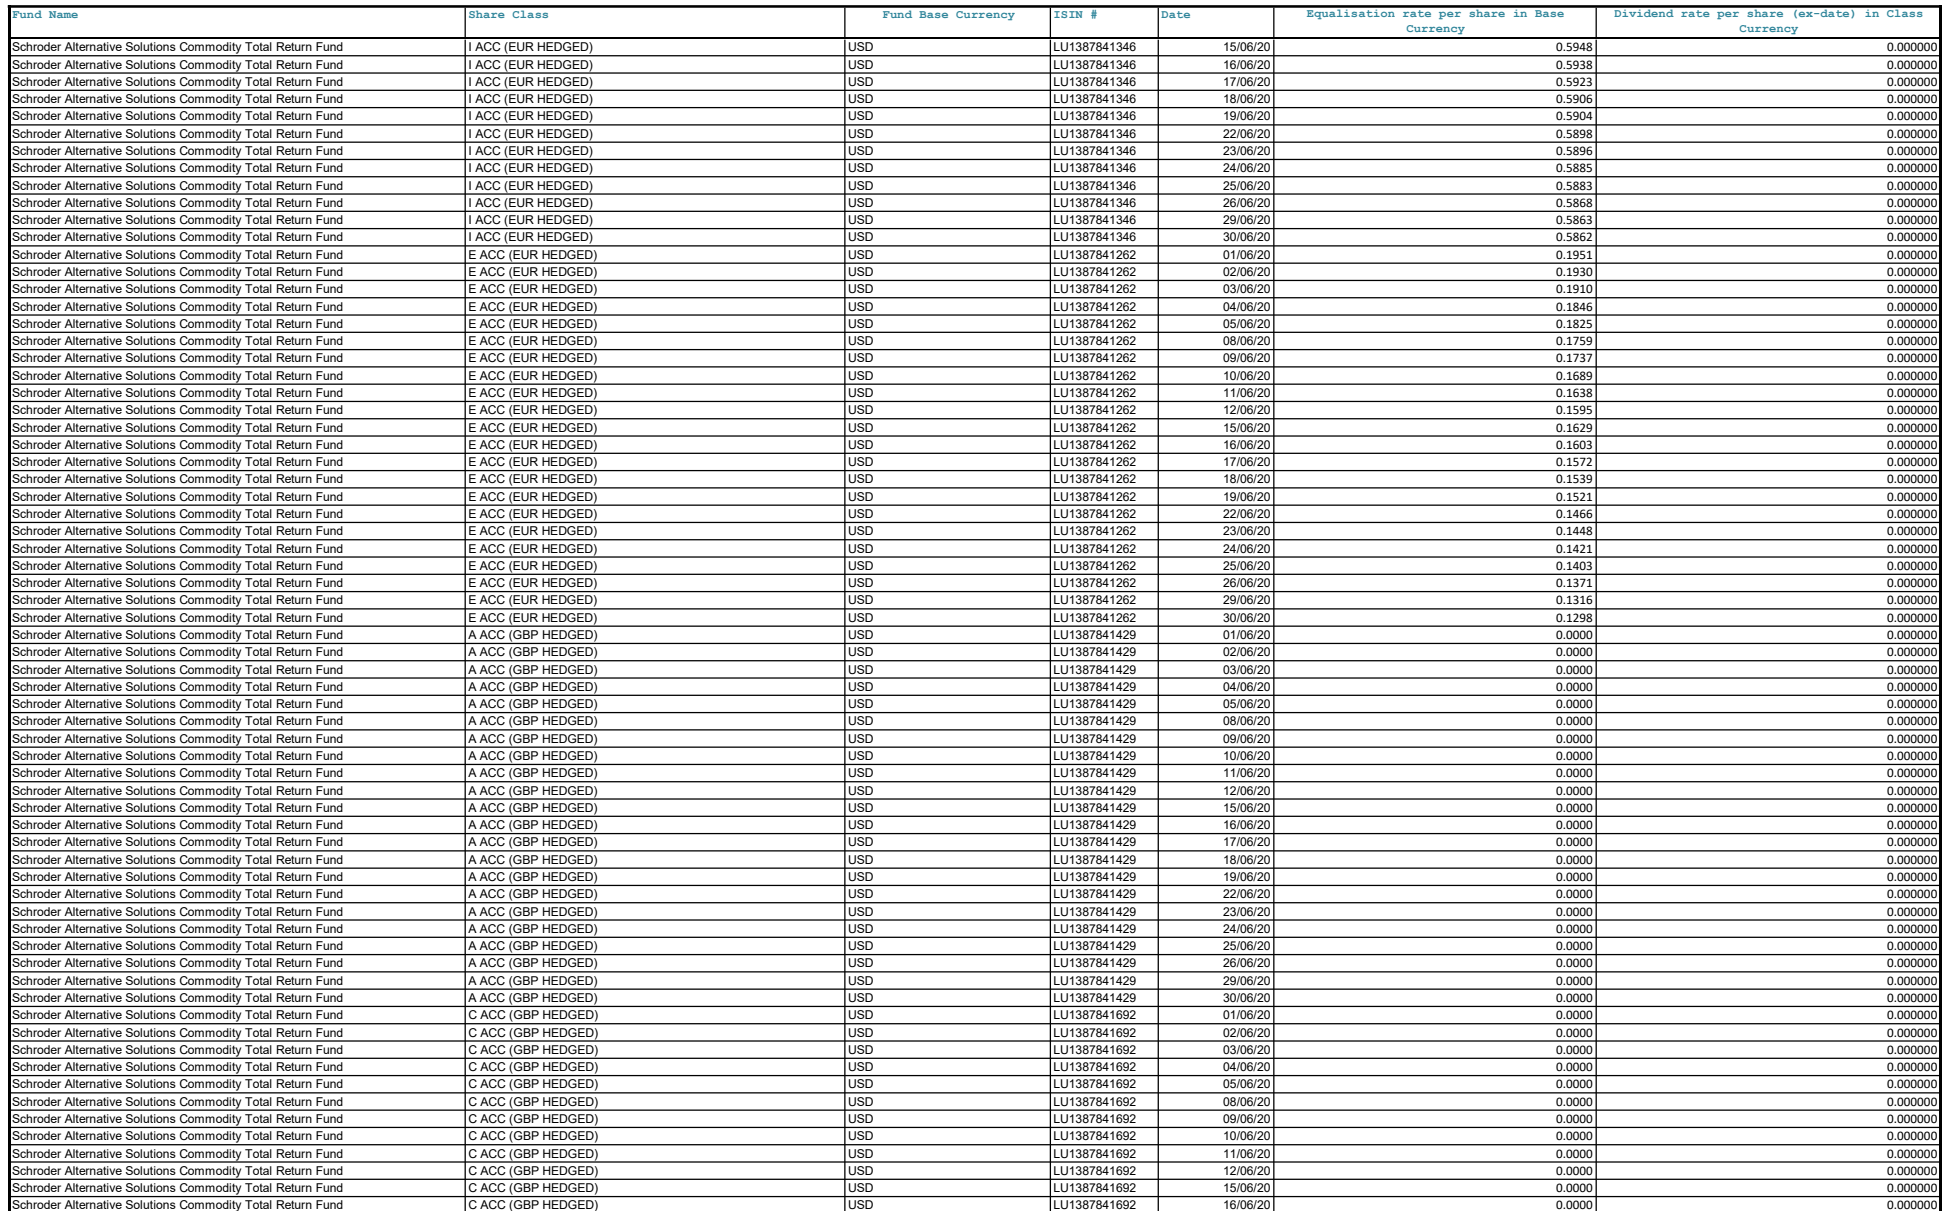 Fund Name Share Class Fund Base Currency ISIN # Date Equalisation rate per share in Base Currency Dividend rate per share (ex-date) in Class Currency
Schroder Alternative Solutions Commodity Total Return Fund I ACC (EUR HEDGED) USD LU1387841346 15/06/20 0.5948 0.000000
Schroder Alternative Solutions Commodity Total Return Fund I ACC (EUR HEDGED) USD LU1387841346 16/06/20 0.5938 0.000000
Schroder Alternative Solutions Commodity Total Return Fund I ACC (EUR HEDGED) USD LU1387841346 17/06/20 0.5923 0.000000
Schroder Alternative Solutions Commodity Total Return Fund I ACC (EUR HEDGED) USD LU1387841346 18/06/20 0.5906 0.000000
Schroder Alternative Solutions Commodity Total Return Fund I ACC (EUR HEDGED) USD LU1387841346 19/06/20 0.5904 0.000000
Schroder Alternative Solutions Commodity Total Return Fund I ACC (EUR HEDGED) USD LU1387841346 22/06/20 0.5898 0.000000
Schroder Alternative Solutions Commodity Total Return Fund I ACC (EUR HEDGED) USD LU1387841346 23/06/20 0.5896 0.000000
Schroder Alternative Solutions Commodity Total Return Fund I ACC (EUR HEDGED) USD LU1387841346 24/06/20 0.5885 0.000000
Schroder Alternative Solutions Commodity Total Return Fund I ACC (EUR HEDGED) USD LU1387841346 25/06/20 0.5883 0.000000
Schroder Alternative Solutions Commodity Total Return Fund I ACC (EUR HEDGED) USD LU1387841346 26/06/20 0.5868 0.000000
Schroder Alternative Solutions Commodity Total Return Fund I ACC (EUR HEDGED) USD LU1387841346 29/06/20 0.5863 0.000000
Schroder Alternative Solutions Commodity Total Return Fund I ACC (EUR HEDGED) USD LU1387841346 30/06/20 0.5862 0.000000
Schroder Alternative Solutions Commodity Total Return Fund E ACC (EUR HEDGED) USD LU1387841262 01/06/20 0.1951 0.000000
Schroder Alternative Solutions Commodity Total Return Fund E ACC (EUR HEDGED) USD LU1387841262 02/06/20 0.1930 0.000000
Schroder Alternative Solutions Commodity Total Return Fund E ACC (EUR HEDGED) USD LU1387841262 03/06/20 0.1910 0.000000
Schroder Alternative Solutions Commodity Total Return Fund E ACC (EUR HEDGED) USD LU1387841262 04/06/20 0.1846 0.000000
Schroder Alternative Solutions Commodity Total Return Fund E ACC (EUR HEDGED) USD LU1387841262 05/06/20 0.1825 0.000000
Schroder Alternative Solutions Commodity Total Return Fund E ACC (EUR HEDGED) USD LU1387841262 08/06/20 0.1759 0.000000
Schroder Alternative Solutions Commodity Total Return Fund E ACC (EUR HEDGED) USD LU1387841262 09/06/20 0.1737 0.000000
Schroder Alternative Solutions Commodity Total Return Fund E ACC (EUR HEDGED) USD LU1387841262 10/06/20 0.1689 0.000000
Schroder Alternative Solutions Commodity Total Return Fund E ACC (EUR HEDGED) USD LU1387841262 11/06/20 0.1638 0.000000
Schroder Alternative Solutions Commodity Total Return Fund E ACC (EUR HEDGED) USD LU1387841262 12/06/20 0.1595 0.000000
Schroder Alternative Solutions Commodity Total Return Fund E ACC (EUR HEDGED) USD LU1387841262 15/06/20 0.1629 0.000000
Schroder Alternative Solutions Commodity Total Return Fund E ACC (EUR HEDGED) USD LU1387841262 16/06/20 0.1603 0.000000
Schroder Alternative Solutions Commodity Total Return Fund E ACC (EUR HEDGED) USD LU1387841262 17/06/20 0.1572 0.000000
Schroder Alternative Solutions Commodity Total Return Fund E ACC (EUR HEDGED) USD LU1387841262 18/06/20 0.1539 0.000000
Schroder Alternative Solutions Commodity Total Return Fund E ACC (EUR HEDGED) USD LU1387841262 19/06/20 0.1521 0.000000
Schroder Alternative Solutions Commodity Total Return Fund E ACC (EUR HEDGED) USD LU1387841262 22/06/20 0.1466 0.000000
Schroder Alternative Solutions Commodity Total Return Fund E ACC (EUR HEDGED) USD LU1387841262 23/06/20 0.1448 0.000000
Schroder Alternative Solutions Commodity Total Return Fund E ACC (EUR HEDGED) USD LU1387841262 24/06/20 0.1421 0.000000
Schroder Alternative Solutions Commodity Total Return Fund E ACC (EUR HEDGED) USD LU1387841262 25/06/20 0.1403 0.000000
Schroder Alternative Solutions Commodity Total Return Fund E ACC (EUR HEDGED) USD LU1387841262 26/06/20 0.1371 0.000000
Schroder Alternative Solutions Commodity Total Return Fund E ACC (EUR HEDGED) USD LU1387841262 29/06/20 0.1316 0.000000
Schroder Alternative Solutions Commodity Total Return Fund E ACC (EUR HEDGED) USD LU1387841262 30/06/20 0.1298 0.000000
Schroder Alternative Solutions Commodity Total Return Fund A ACC (GBP HEDGED) USD LU1387841429 01/06/20 0.0000 0.000000
Schroder Alternative Solutions Commodity Total Return Fund A ACC (GBP HEDGED) USD LU1387841429 02/06/20 0.0000 0.000000
Schroder Alternative Solutions Commodity Total Return Fund A ACC (GBP HEDGED) USD LU1387841429 03/06/20 0.0000 0.000000
Schroder Alternative Solutions Commodity Total Return Fund A ACC (GBP HEDGED) USD LU1387841429 04/06/20 0.0000 0.000000
Schroder Alternative Solutions Commodity Total Return Fund A ACC (GBP HEDGED) USD LU1387841429 05/06/20 0.0000 0.000000
Schroder Alternative Solutions Commodity Total Return Fund A ACC (GBP HEDGED) USD LU1387841429 08/06/20 0.0000 0.000000
Schroder Alternative Solutions Commodity Total Return Fund A ACC (GBP HEDGED) USD LU1387841429 09/06/20 0.0000 0.000000
Schroder Alternative Solutions Commodity Total Return Fund A ACC (GBP HEDGED) USD LU1387841429 10/06/20 0.0000 0.000000
Schroder Alternative Solutions Commodity Total Return Fund A ACC (GBP HEDGED) USD LU1387841429 11/06/20 0.0000 0.000000
Schroder Alternative Solutions Commodity Total Return Fund A ACC (GBP HEDGED) USD LU1387841429 12/06/20 0.0000 0.000000
Schroder Alternative Solutions Commodity Total Return Fund A ACC (GBP HEDGED) USD LU1387841429 15/06/20 0.0000 0.000000
Schroder Alternative Solutions Commodity Total Return Fund A ACC (GBP HEDGED) USD LU1387841429 16/06/20 0.0000 0.000000
Schroder Alternative Solutions Commodity Total Return Fund A ACC (GBP HEDGED) USD LU1387841429 17/06/20 0.0000 0.000000
Schroder Alternative Solutions Commodity Total Return Fund A ACC (GBP HEDGED) USD LU1387841429 18/06/20 0.0000 0.000000
Schroder Alternative Solutions Commodity Total Return Fund A ACC (GBP HEDGED) USD LU1387841429 19/06/20 0.0000 0.000000
Schroder Alternative Solutions Commodity Total Return Fund A ACC (GBP HEDGED) USD LU1387841429 22/06/20 0.0000 0.000000
Schroder Alternative Solutions Commodity Total Return Fund A ACC (GBP HEDGED) USD LU1387841429 23/06/20 0.0000 0.000000
Schroder Alternative Solutions Commodity Total Return Fund A ACC (GBP HEDGED) USD LU1387841429 24/06/20 0.0000 0.000000
Schroder Alternative Solutions Commodity Total Return Fund A ACC (GBP HEDGED) USD LU1387841429 25/06/20 0.0000 0.000000
Schroder Alternative Solutions Commodity Total Return Fund A ACC (GBP HEDGED) USD LU1387841429 26/06/20 0.0000 0.000000
Schroder Alternative Solutions Commodity Total Return Fund A ACC (GBP HEDGED) USD LU1387841429 29/06/20 0.0000 0.000000
Schroder Alternative Solutions Commodity Total Return Fund A ACC (GBP HEDGED) USD LU1387841429 30/06/20 0.0000 0.000000
Schroder Alternative Solutions Commodity Total Return Fund C ACC (GBP HEDGED) USD LU1387841692 01/06/20 0.0000 0.000000
Schroder Alternative Solutions Commodity Total Return Fund C ACC (GBP HEDGED) USD LU1387841692 02/06/20 0.0000 0.000000
Schroder Alternative Solutions Commodity Total Return Fund C ACC (GBP HEDGED) USD LU1387841692 03/06/20 0.0000 0.000000
Schroder Alternative Solutions Commodity Total Return Fund C ACC (GBP HEDGED) USD LU1387841692 04/06/20 0.0000 0.000000
Schroder Alternative Solutions Commodity Total Return Fund C ACC (GBP HEDGED) USD LU1387841692 05/06/20 0.0000 0.000000
Schroder Alternative Solutions Commodity Total Return Fund C ACC (GBP HEDGED) USD LU1387841692 08/06/20 0.0000 0.000000
Schroder Alternative Solutions Commodity Total Return Fund C ACC (GBP HEDGED) USD LU1387841692 09/06/20 0.0000 0.000000
Schroder Alternative Solutions Commodity Total Return Fund C ACC (GBP HEDGED) USD LU1387841692 10/06/20 0.0000 0.000000
Schroder Alternative Solutions Commodity Total Return Fund C ACC (GBP HEDGED) USD LU1387841692 11/06/20 0.0000 0.000000
Schroder Alternative Solutions Commodity Total Return Fund C ACC (GBP HEDGED) USD LU1387841692 12/06/20 0.0000 0.000000
Schroder Alternative Solutions Commodity Total Return Fund C ACC (GBP HEDGED) USD LU1387841692 15/06/20 0.0000 0.000000
Schroder Alternative Solutions Commodity Total Return Fund C ACC (GBP HEDGED) USD LU1387841692 16/06/20 0.0000 0.000000